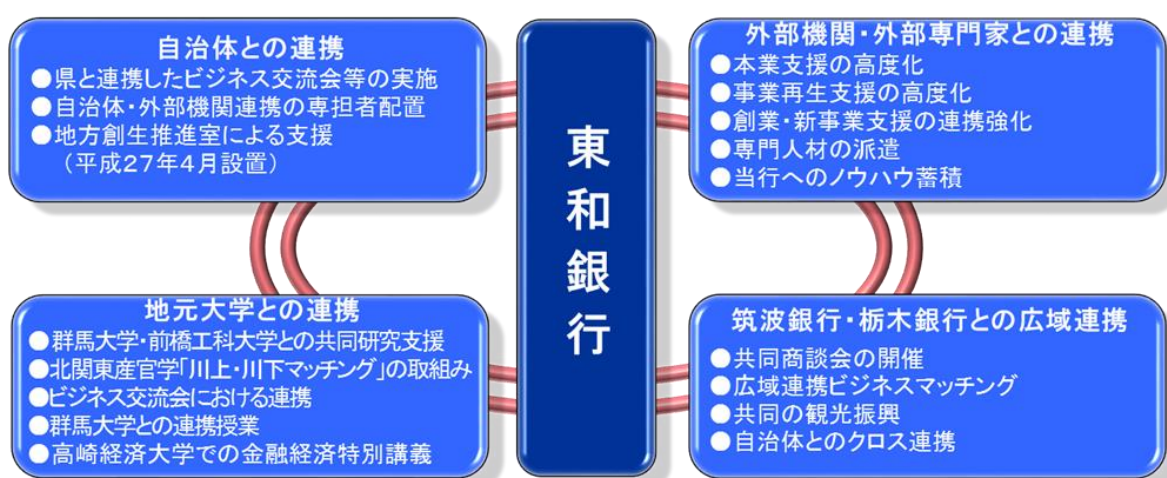 自治体との連携
●県と連携したビジネス交流会等の実施
●自治体・外部機関連携の専担者配置
●地方創生推進室による支援
（平成27年4月設置）
東和銀行
外部機関・外部専門家との連携
●本業支援の高度化
●事業再生支援の高度化
●創業・新事業支援の連携強化
●専門人材の派遣
●当行へのノウハウ蓄積
地元大学との連携
●群馬大学・前橋工科大学との共同研究支援
●北関東産官学「川上・川下マッチング」の取組み
●ビジネス交流会における連携
●群馬大学との連携授業
●高崎経済大学での金融経済特別講義
筑波銀行・栃木銀行との広域連携
●共同商談会の開催
●広域連携ビジネスマッチング
●共同の観光振興
●自治体とのクロス連携